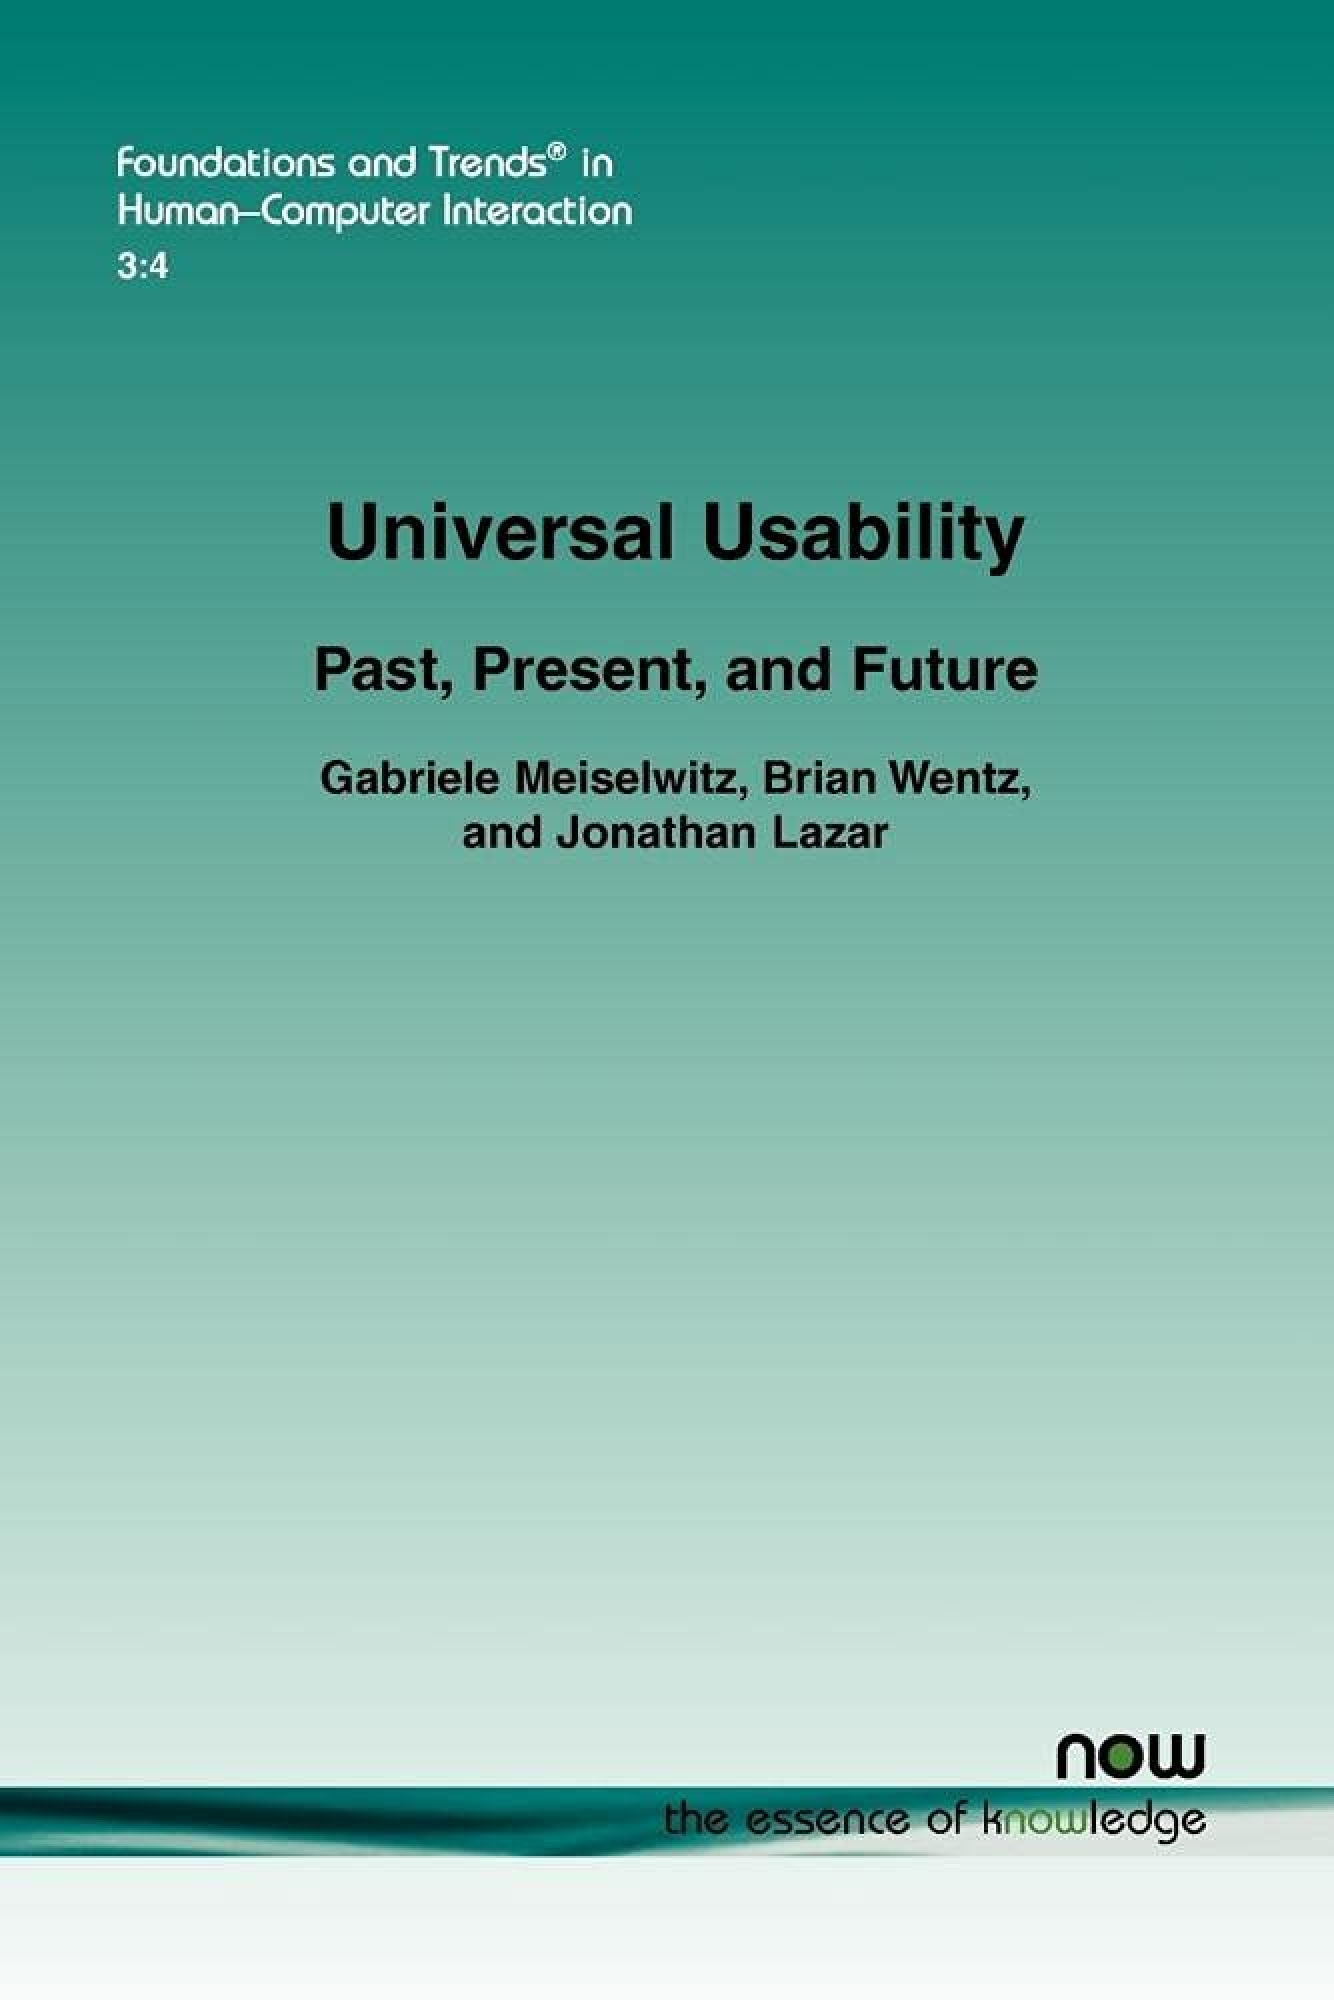 Foundations and Trends® in
Human–Computer Interaction
3:4
Universal Usability
Past, Present, and Future
Gabriele Meiselwitz, Brian Wentz,
and Jonathan Lazar
now
the essence of knowledge